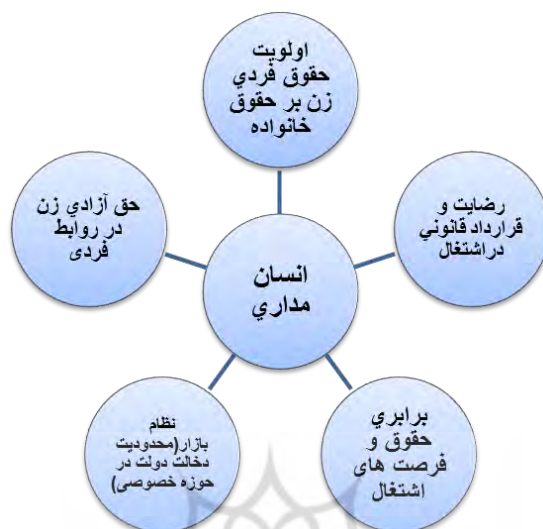 اولويت
حقوق فردي
زن بر حقوق
خانواده
رضايت و
قرارداد قانوني
دراشتغال
برابري
حقوق و
فرصت هاي
اشتغال
نظام
بازار(محدوديت
دخالت دولت در
حوزه خصوصی)
حق آزادي زن
در روابط
فردی
انسان
مداري